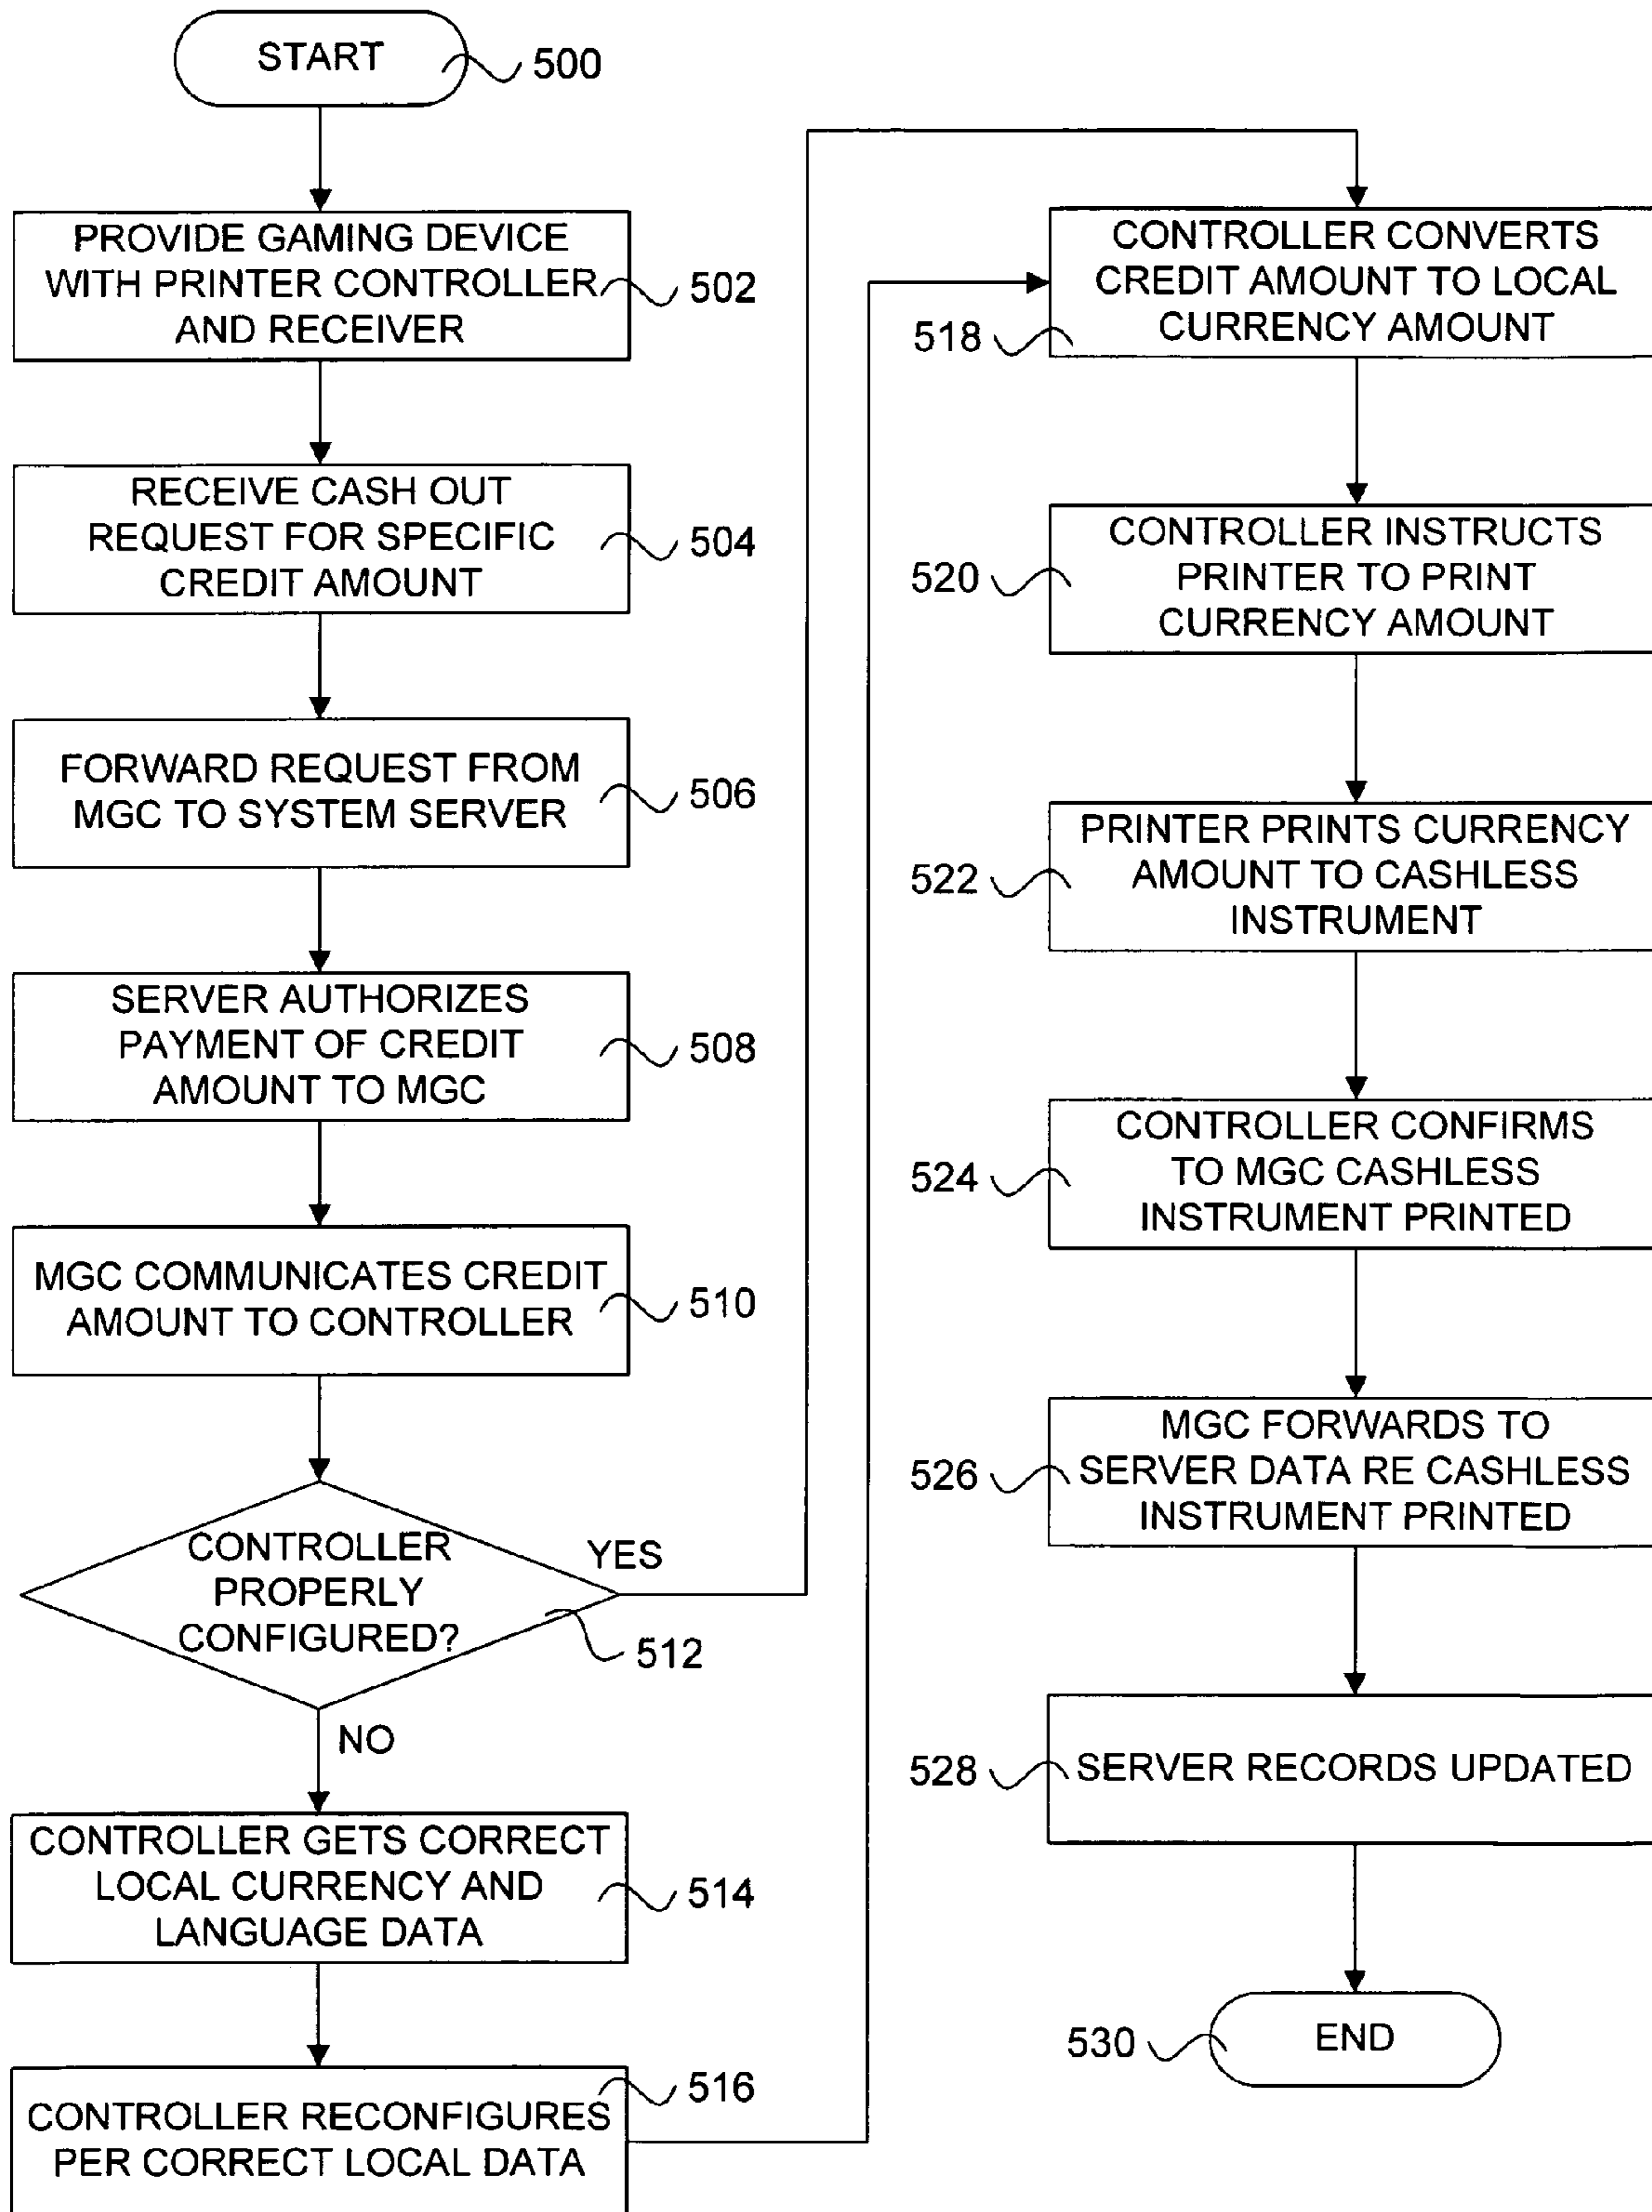 START
500
PROVIDE GAMING DEVICE
WITH PRINTER CONTROLLER
AND RECEIVER
502
RECEIVE CASH OUT
REQUEST FOR SPECIFIC
CREDIT AMOUNT
504
FORWARD REQUEST FROM
MGC TO SYSTEM SERVER
506
SERVER AUTHORIZES
PAYMENT OF CREDIT
AMOUNT TO MGC
508
MGC COMMUNICATES CREDIT
AMOUNT TO CONTROLLER
510
CONTROLLER
PROPERLY
CONFIGURED?
YES
512
NO
CONTROLLER GETS CORRECT
LOCAL CURRENCY AND
LANGUAGE DATA
514
CONTROLLER RECONFIGURES
PER CORRECT LOCAL DATA
516
CONTROLLER CONVERTS
CREDIT AMOUNT TO LOCAL
CURRENCY AMOUNT
518
CONTROLLER INSTRUCTS
PRINTER TO PRINT
CURRENCY AMOUNT
520
PRINTER PRINTS CURRENCY
AMOUNT TO CASHLESS
INSTRUMENT
522
CONTROLLER CONFIRMS
TO MGC CASHLESS
INSTRUMENT PRINTED
524
MGC FORWARDS TO
SERVER DATA RE CASHLESS
INSTRUMENT PRINTED
526
SERVER RECORDS UPDATED
528
END
530